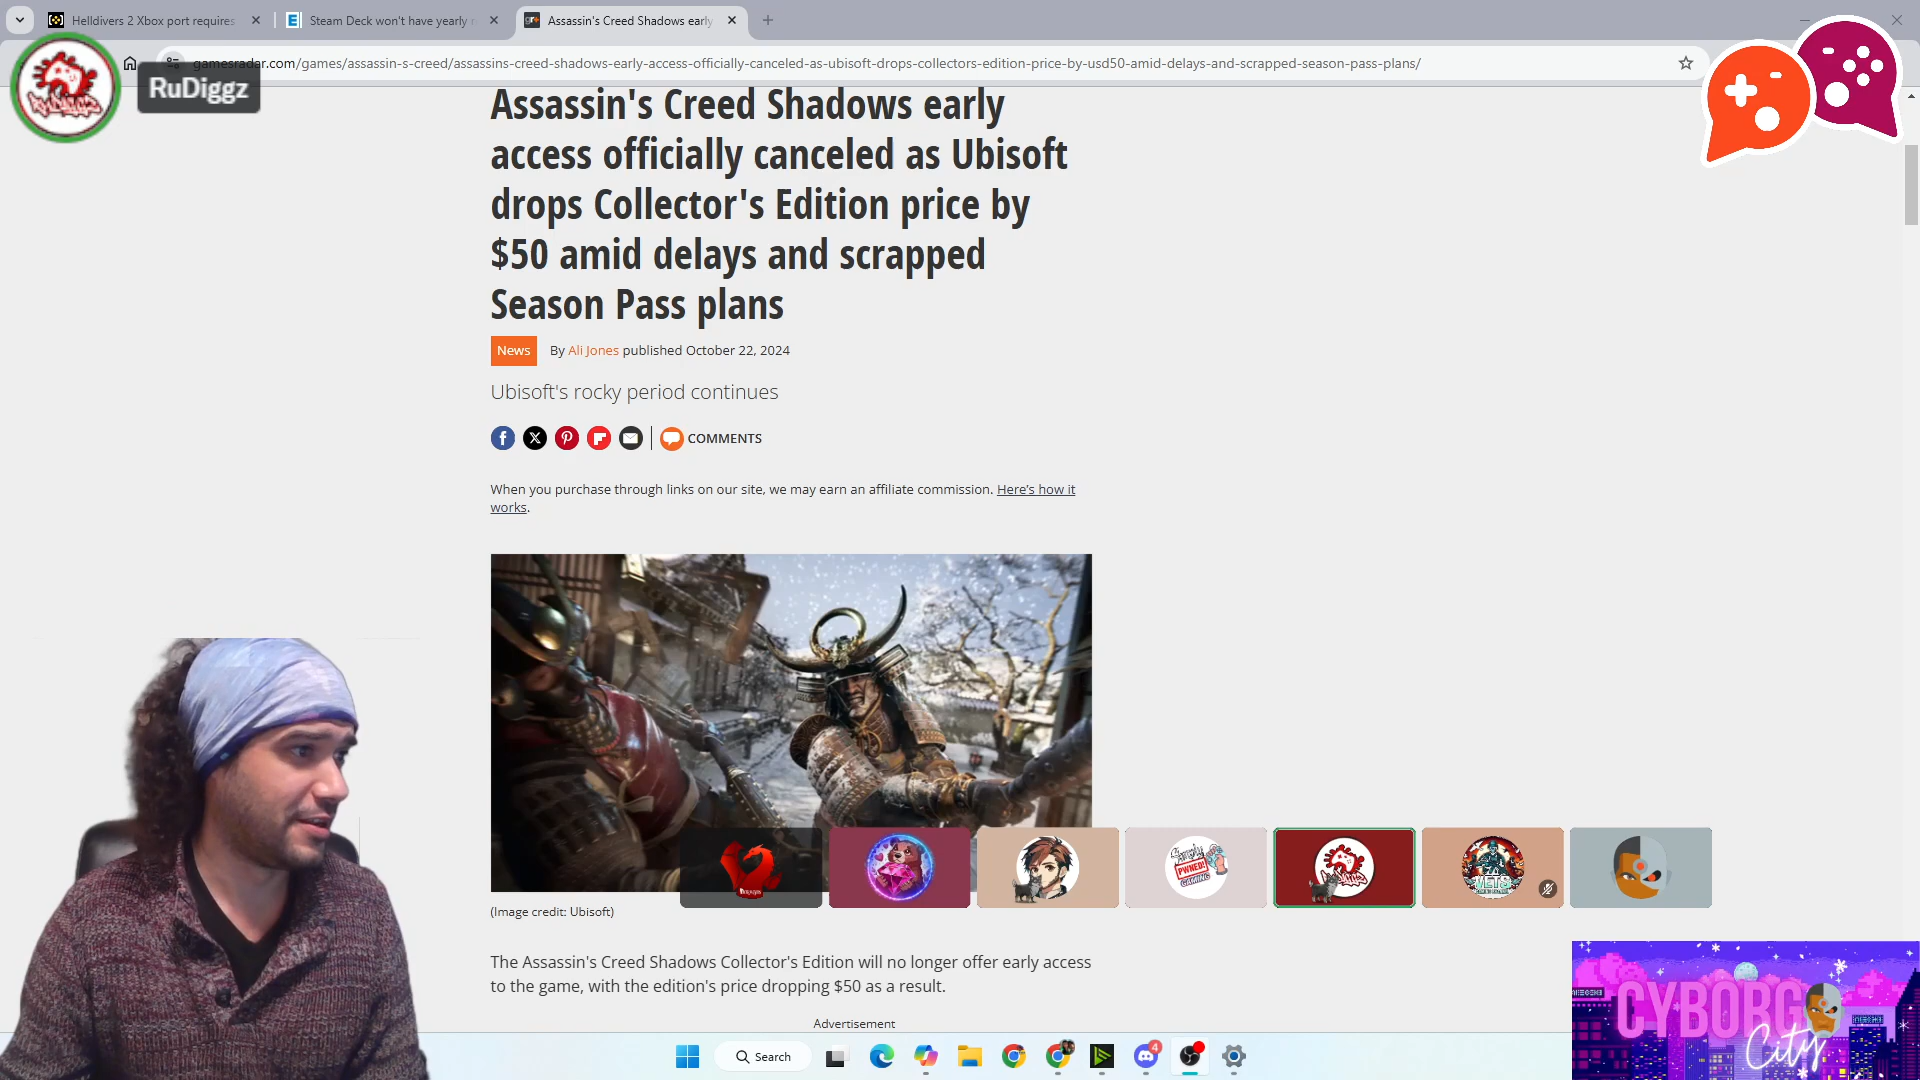 Helldivers 2 Xbox port requires
Steam Deck won't have yearly
Assassin's Creed Shadows early
gamesradar.com/games/assassin-s-creed/assassins-creed-shadows-early-access-officially-canceled-as-ubisoft-drops-collectors-edition-price-by-usd50-amid-delays-and-scrapped-season-pass-plans/
RuDiggz
Assassin's Creed Shadows early
access officially canceled as Ubisoft
drops Collector's Edition price by
$50 amid delays and scrapped
Season Pass plans
News
By Ali Jones published October 22, 2024
Ubisoft's rocky period continues
COMMENTS
When you purchase through links on our site, we may earn an affiliate commission. Here's how it
works.
PWNED!
GAMING
VETS
(Image credit: Ubisoft)
The Assassin's Creed Shadows Collector's Edition will no longer offer early access
to the game, with the edition's price dropping $50 as a result.
Advertisement
CYBORG
City
Search
4